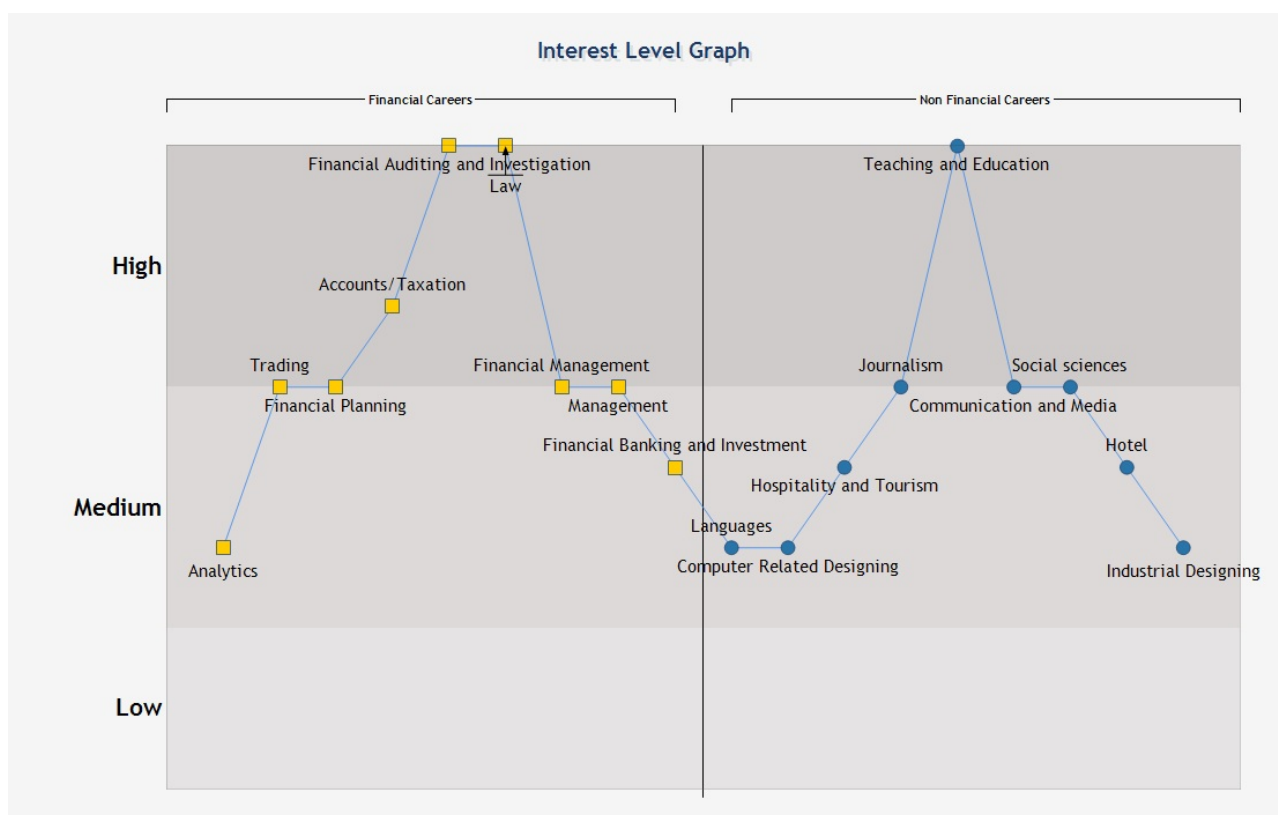 Interest Level Graph
Financial Careers
Non Financial Careers
Financial Auditing and Investigation
Teaching and Education
Law
High
Accounts/Taxation
Trading
Financial Management
Journalism
Social sciences
Financial Planning
Management
Communication and Media
Financial Banking and Investment
Hotel
Hospitality and Tourism
Medium
Languages
Computer Related Designing
Analytics
Industrial Designing
Low